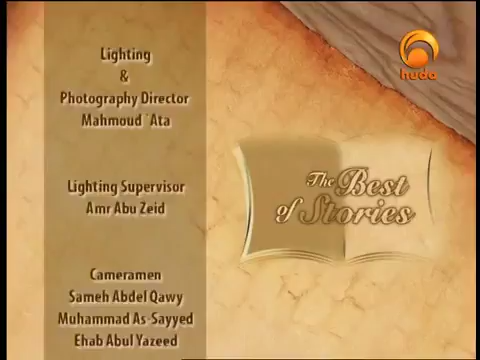 Lighting
&
Photography Director
Mahmoud `Ata
Lighting Supervisor
Amr Abu Zeid
Cameramen
Sameh Abdel Qawy
Muhammad As-Sayyed
Ehab Abul Yazeed
huda
The Best
of Stories